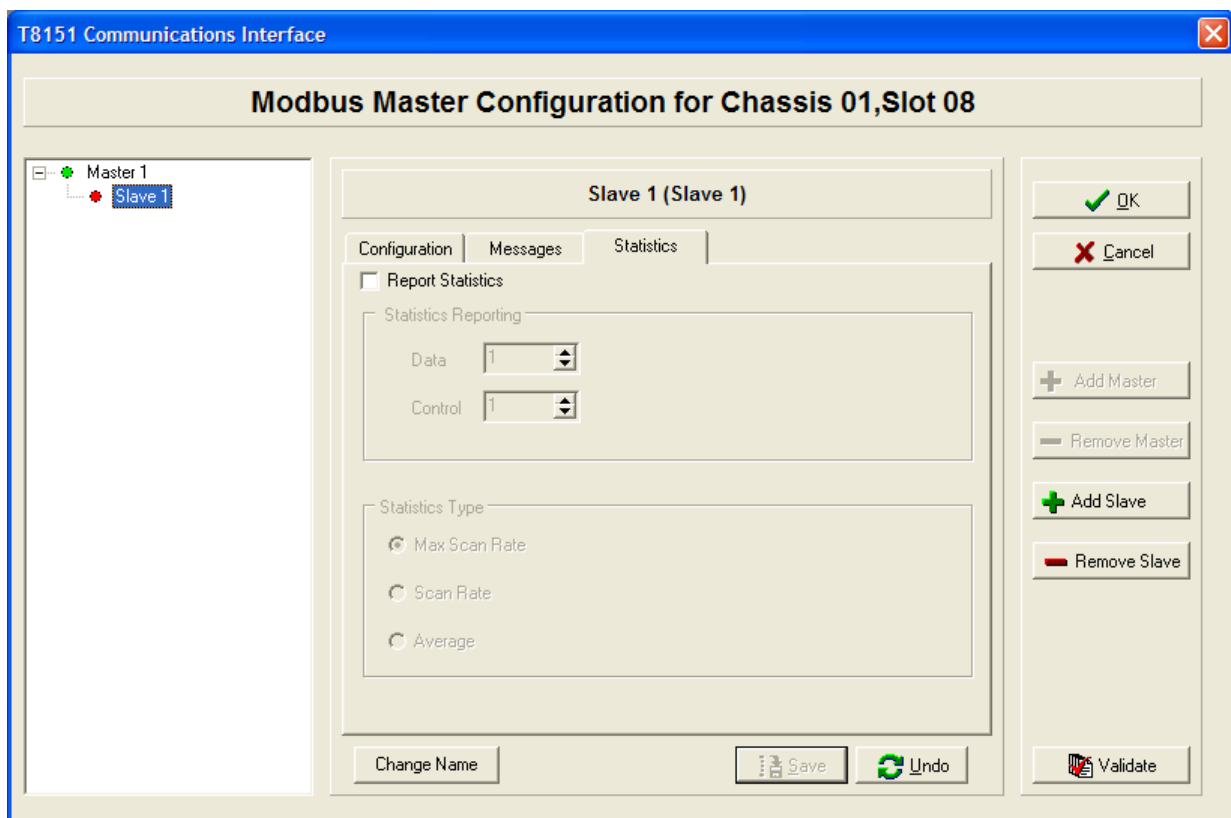 T8151 Communications Interface
Modbus Master Configuration for Chassis 01,Slot 08
Master 1
Slave 1
Slave 1 (Slave 1)
Configuration
Messages
Statistics
Report Statistics
Statistics Reporting
Data
1
Control
1
Statistics Type
Max Scan Rate
Scan Rate
Average
Change Name
Save
Undo
OK
Cancel
Add Master
Remove Master
Add Slave
Remove Slave
Validate